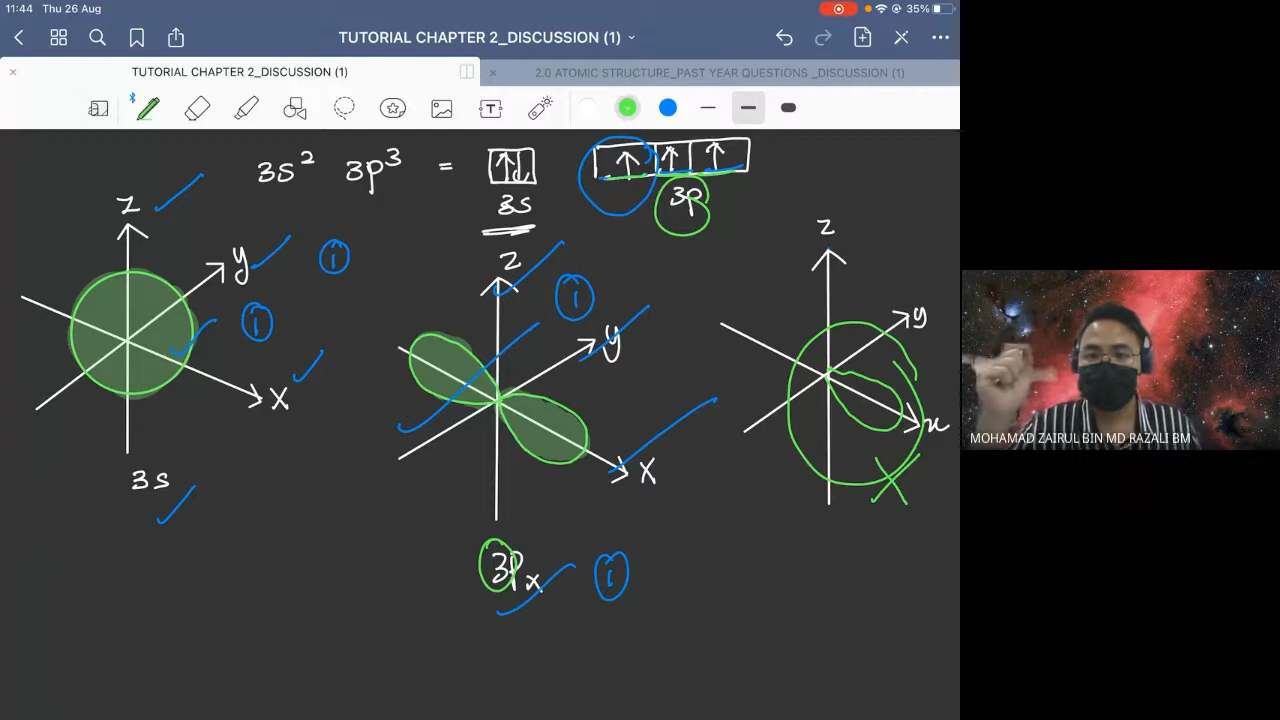 11:44 Thu 26 Aug
35%
TUTORIAL CHAPTER 2_DISCUSSION (1)
TUTORIAL CHAPTER 2_DISCUSSION (1)
2.0 ATOMIC STRUCTURE_PAST YEAR QUESTIONS _DISCUSSION (1)
T
3s² 3p³ = ↑↓ ↑ ↑ ↑
3s 3p
z
y
1
1
x
3s
z
1
y
x
3px 1
z
y
x
MOHAMAD ZAIRUL BIN MD RAZALI BM